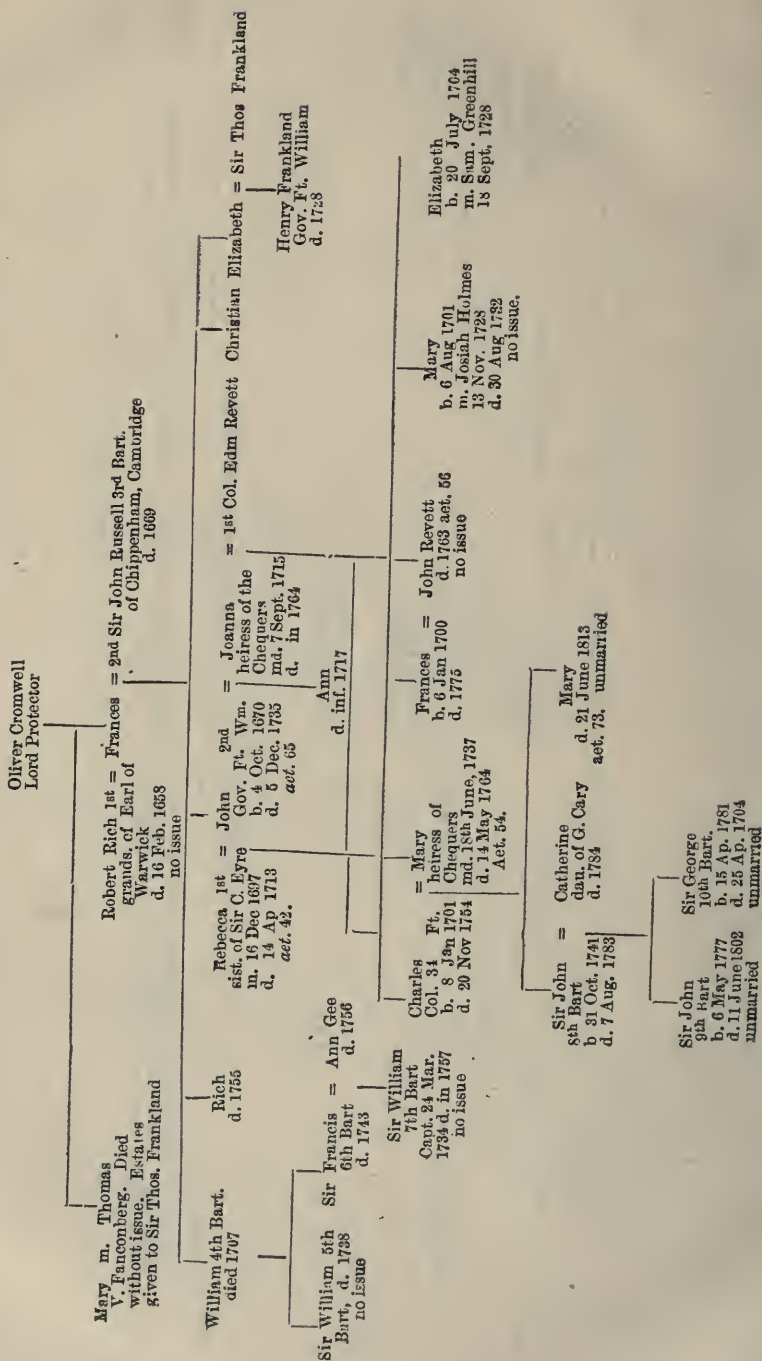 Oliver Cromwell
Lord Protector
Mary m. Thomas
V. Fanconberg. Died
without issue. Estates
given to Sir Thos. Frankland
Robert Rich 1st = Frances = 2nd Sir John Russell 3rd Bart.
grands. of Earl of
Warwick
d. 16 Feb. 1658
no issue
of Chippenham, Cambridge
d. 1669
William 4th Bart.
died 1707
Rich
d. 1755
Rebecca 1st = John 2nd = Joanna = 1st Col. Edm Revett
sist. of Sir C. Eyre
m. 16 Dec 1697
d. 14 Ap 1713
aet. 42.
Gov. Ft. Wm.
b. 4 Oct. 1670
d. 5 Dec. 1735
aet. 65
heiress of the
Chequers
md. 7 Sept. 1715
d. in 1764
Christian
Elizabeth = Sir Thos Frankland
Henry Frankland
Gov. Ft. William
d. 1728
Ann
d. inf. 1717
Sir William 5th
Bart, d. 1738
no issue
Sir Francis = Ann Gee
6th Bart
d. 1743
d. 1756
Sir William
7th Bart
Capt. 24 Mar.
1734 d. in 1757
no issue
Charles = Mary
Col. 34 Ft.
b. 8 Jan 1701
d. 20 Nov 1754
heiress of
Chequers
md. 18th June, 1737
d. 14 May 1764
Aet. 54.
Frances = John Revett
b. 6 Jan 1700
d. 1775
d. 1763 aet. 56
no issue
Mary
b. 6 Aug 1701
m. Josiah Holmes
13 Nov. 1728
d. 30 Aug 1732
no issue.
Elizabeth
b. 20 July 1704
m. Sam. Greenhill
18 Sept, 1728
Sir John = Catherine
8th Bart
b 31 Oct. 1741
d. 7 Aug. 1783
dau. of G. Cary
d. 1784
Mary
d. 21 June 1813
aet. 73. unmarried
Sir John
9th Bart
b. 6 May 1777
d. 11 June 1802
unmarried
Sir George
10th Bart.
b. 15 Ap. 1781
d. 25 Ap. 1704
unmarried